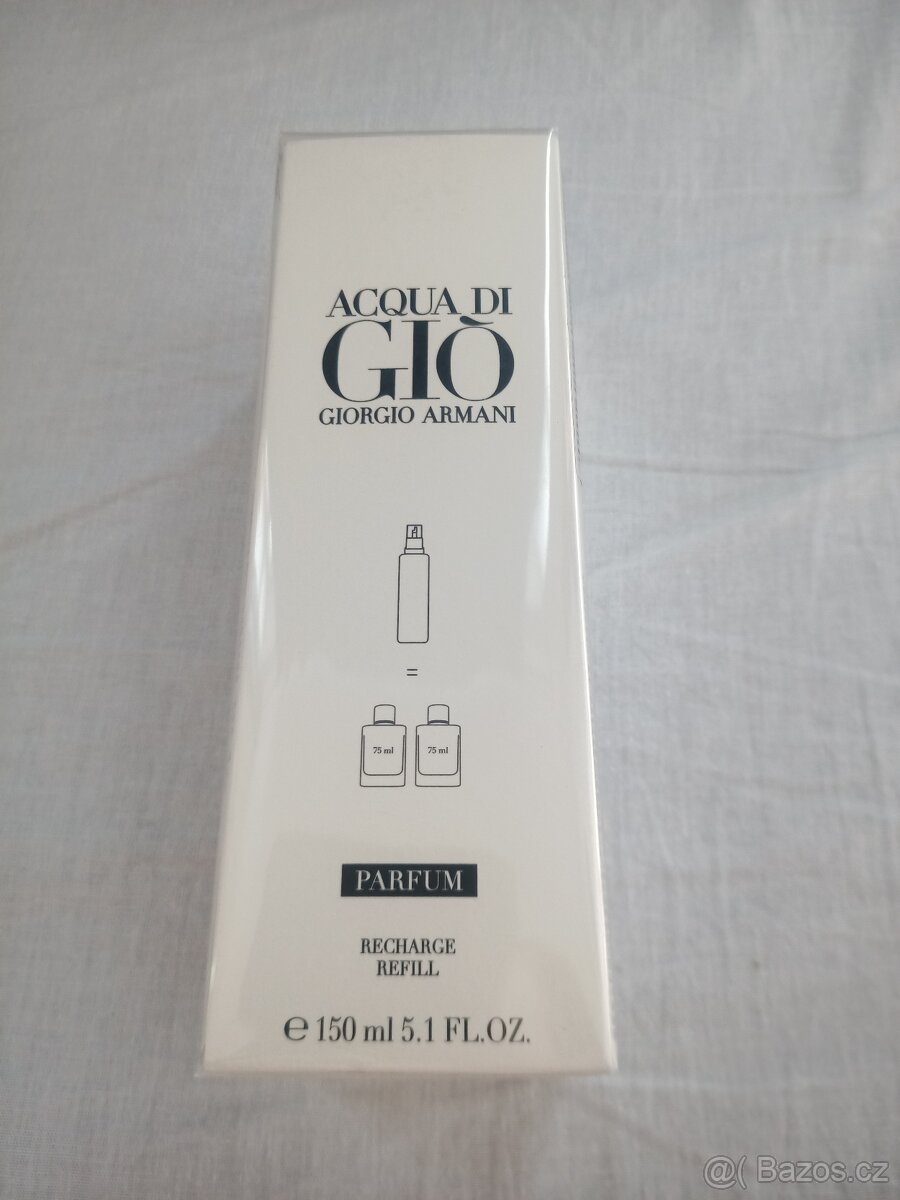 ACQUA DI
GIÒ
GIORGIO ARMANI
=
75 ml 75 ml
PARFUM
RECHARGE
REFILL
℮ 150 ml 5.1 FL.OZ.
@( Bazos.cz